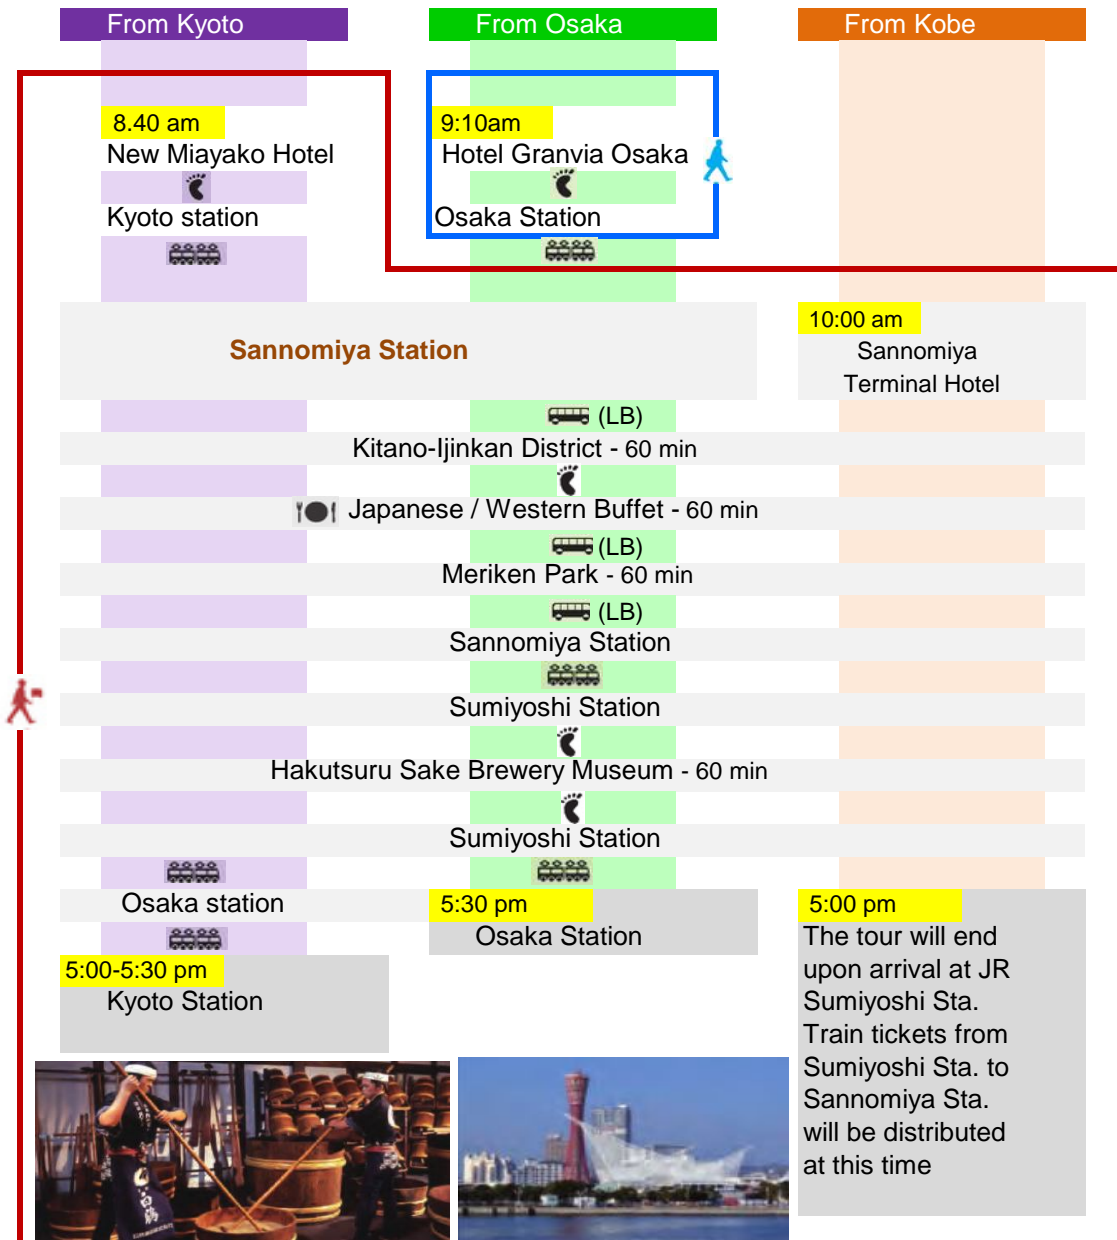 From Kyoto
From Osaka
From Kobe
8.40 am
New Miayako Hotel
Kyoto station
9:10am
Hotel Granvia Osaka
Osaka Station
Sannomiya Station
10:00 am
Sannomiya
Terminal Hotel
(LB)
Kitano-Ijinkan District - 60 min
Japanese / Western Buffet - 60 min
(LB)
Meriken Park - 60 min
(LB)
Sannomiya Station
Sumiyoshi Station
Hakutsuru Sake Brewery Museum - 60 min
Sumiyoshi Station
Osaka station
5:00-5:30 pm
Kyoto Station
5:30 pm
Osaka Station
5:00 pm
The tour will end
upon arrival at JR
Sumiyoshi Sta.
Train tickets from
Sumiyoshi Sta. to
Sannomiya Sta.
will be distributed
at this time